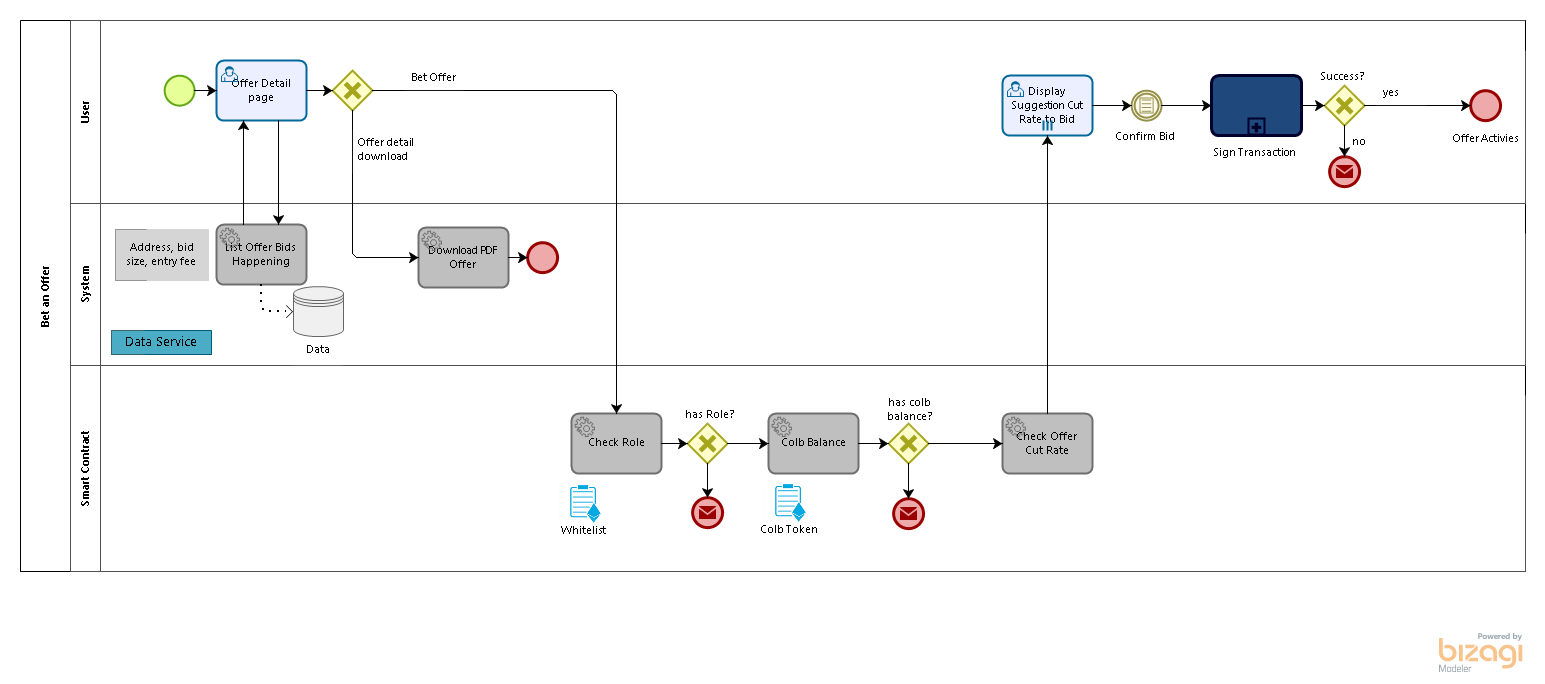 Bet an Offer
User
Offer Detail
page
Bet Offer
Offer detail
download
Display
Suggestion Cut
Rate to Bid
Confirm Bid
Sign Transaction
Success?
yes
no
Offer Activies
System
Address, bid
size, entry fee
List Offer Bids
Happening
Data Service
Data
Download PDF
Offer
Smart Contract
Check Role
Whitelist
has Role?
Colb Balance
Colb Token
has colb
balance?
Check Offer
Cut Rate
Powered by
bizagi
Modeler